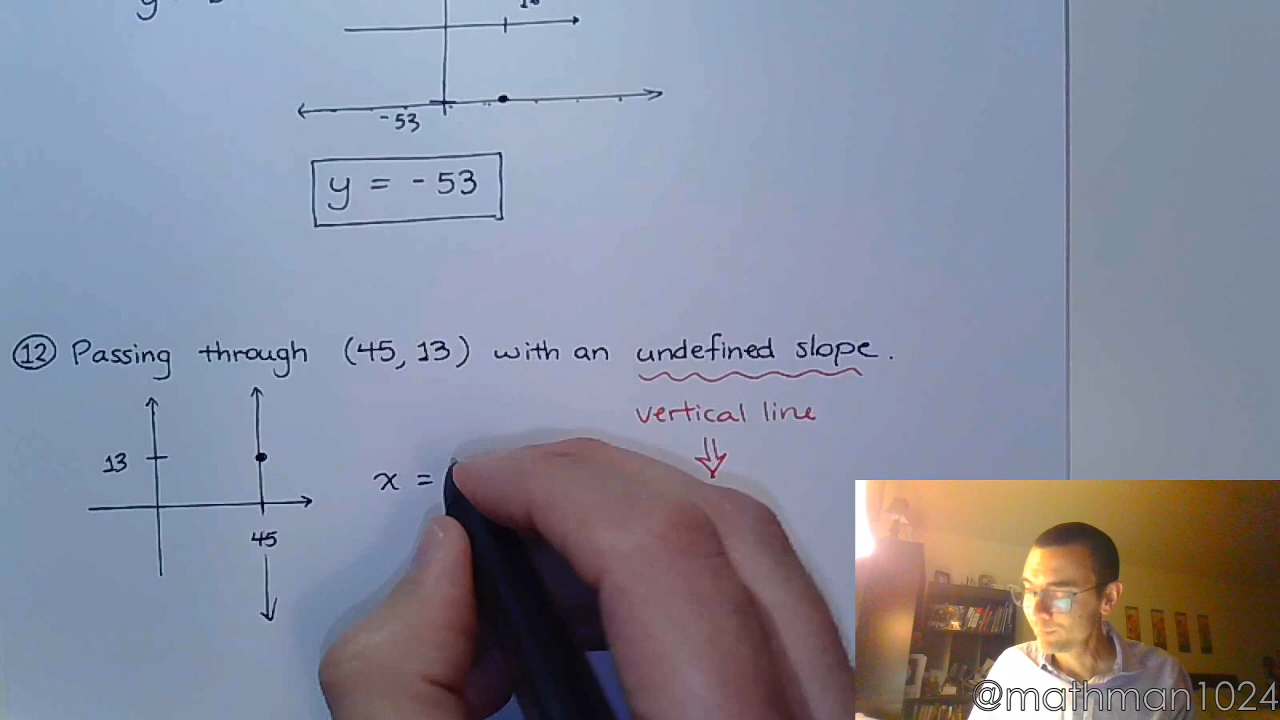 -53
y = -53
⑫ Passing through (45, 13) with an undefined slope.
vertical line
13
x =
45
@mathman1024